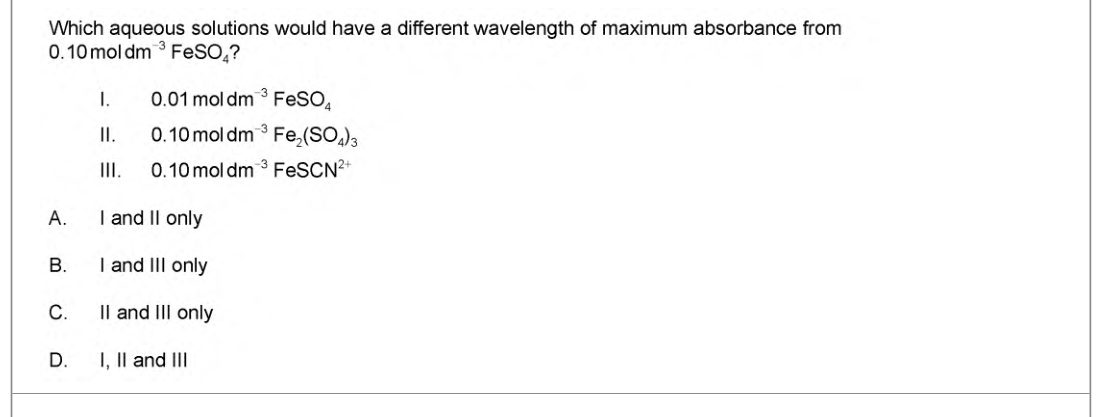 Which aqueous solutions would have a different wavelength of maximum absorbance from
0.10 mol dm⁻³ FeSO₄?
I. 0.01 mol dm⁻³ FeSO₄
II. 0.10 mol dm⁻³ Fe₂(SO₄)₃
III. 0.10 mol dm⁻³ FeSCN²⁺
A. I and II only
B. I and III only
C. II and III only
D. I, II and III